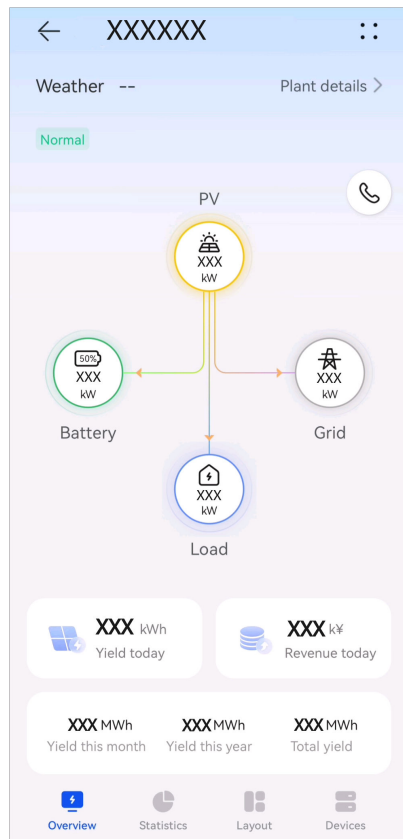 XXXXXX
Weather --
Plant details
Normal
PV
XXX
kW
50%
XXX
kW
XXX
kW
Battery
Grid
XXX
kW
Load
XXX kWh
Yield today
XXX k¥
Revenue today
XXX MWh XXX MWh XXX MWh
Yield this month Yield this year Total yield
Overview Statistics Layout Devices